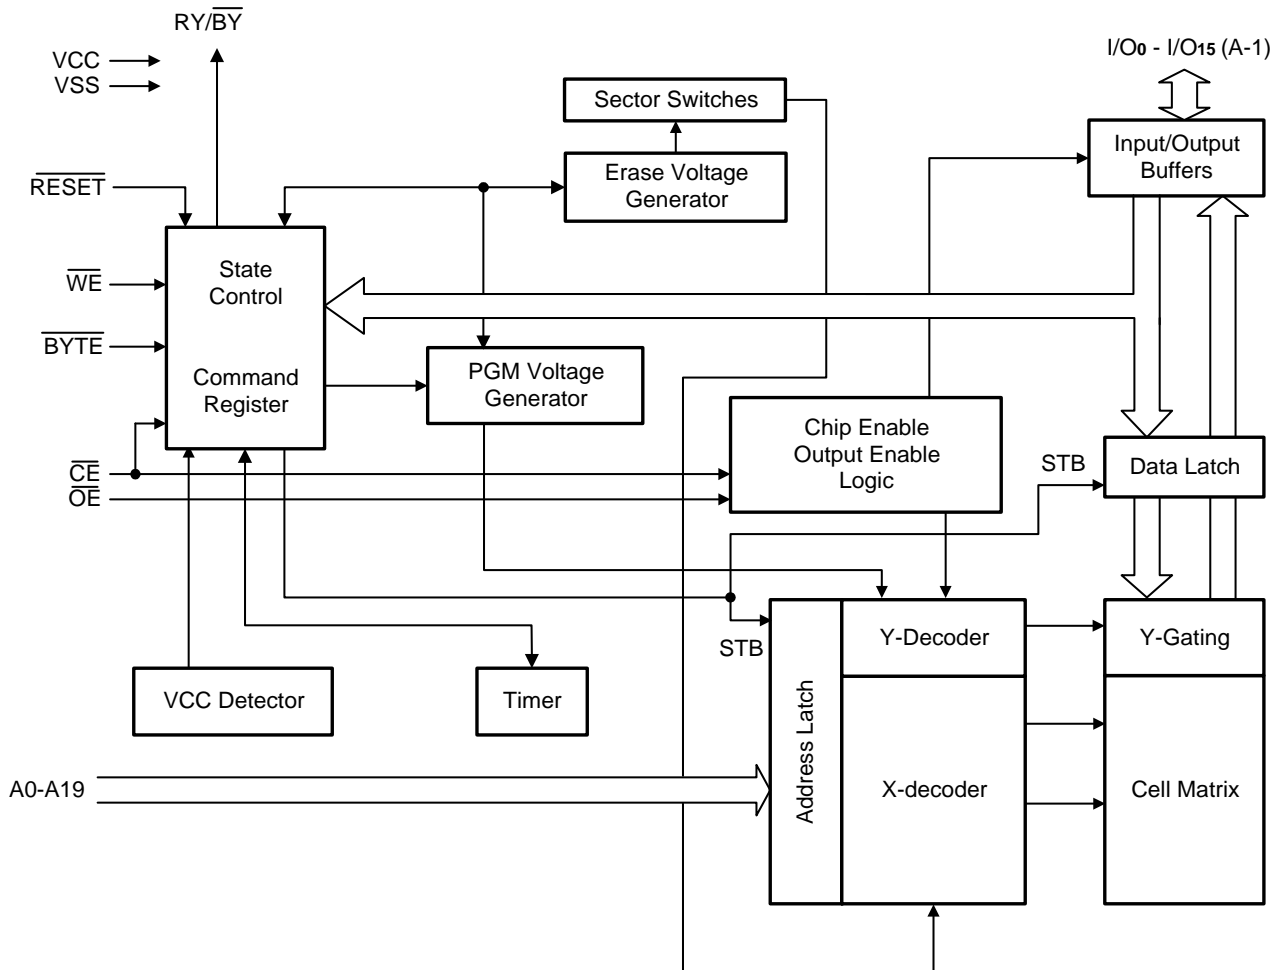 RY/BY
VCC
VSS
I/O0 - I/O15 (A-1)
Sector Switches
Input/Output
Buffers
Erase Voltage
Generator
RESET
State
Control
WE
BYTE
PGM Voltage
Generator
Command
Register
Chip Enable
Output Enable
Logic
CE
OE
STB
Data Latch
STB
Y-Decoder
Y-Gating
VCC Detector
Timer
Address Latch
A0-A19
X-decoder
Cell Matrix